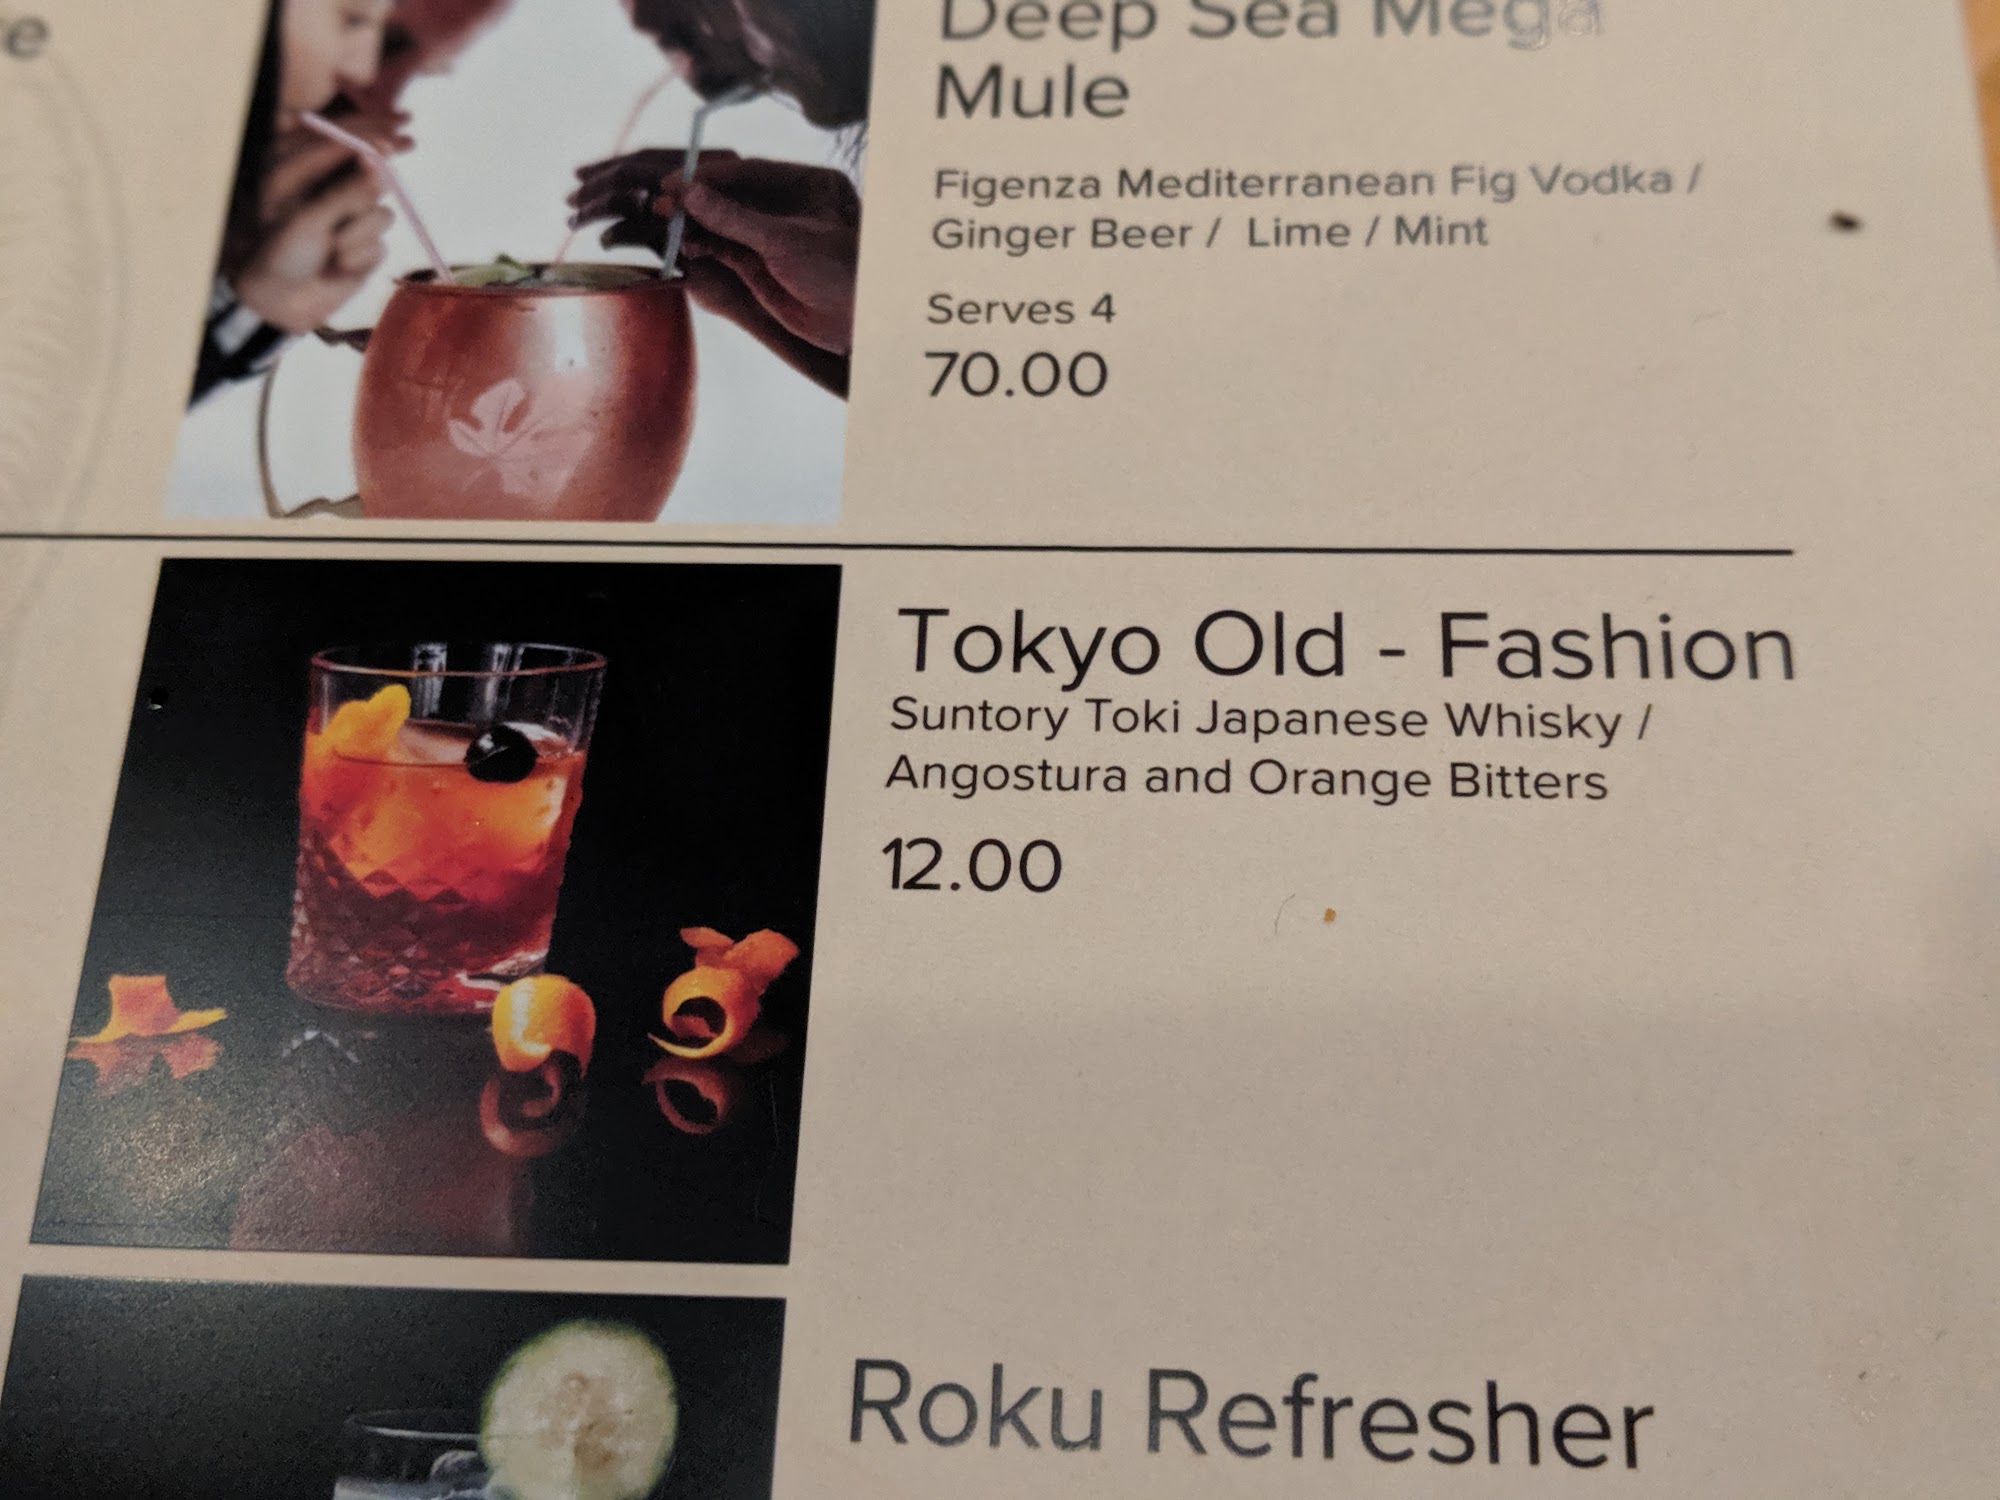 e
Deep Sea Mega
Mule
Figenza Mediterranean Fig Vodka /
Ginger Beer / Lime / Mint
Serves 4
70.00
Tokyo Old - Fashion
Suntory Toki Japanese Whisky /
Angostura and Orange Bitters
12.00
Roku Refresher